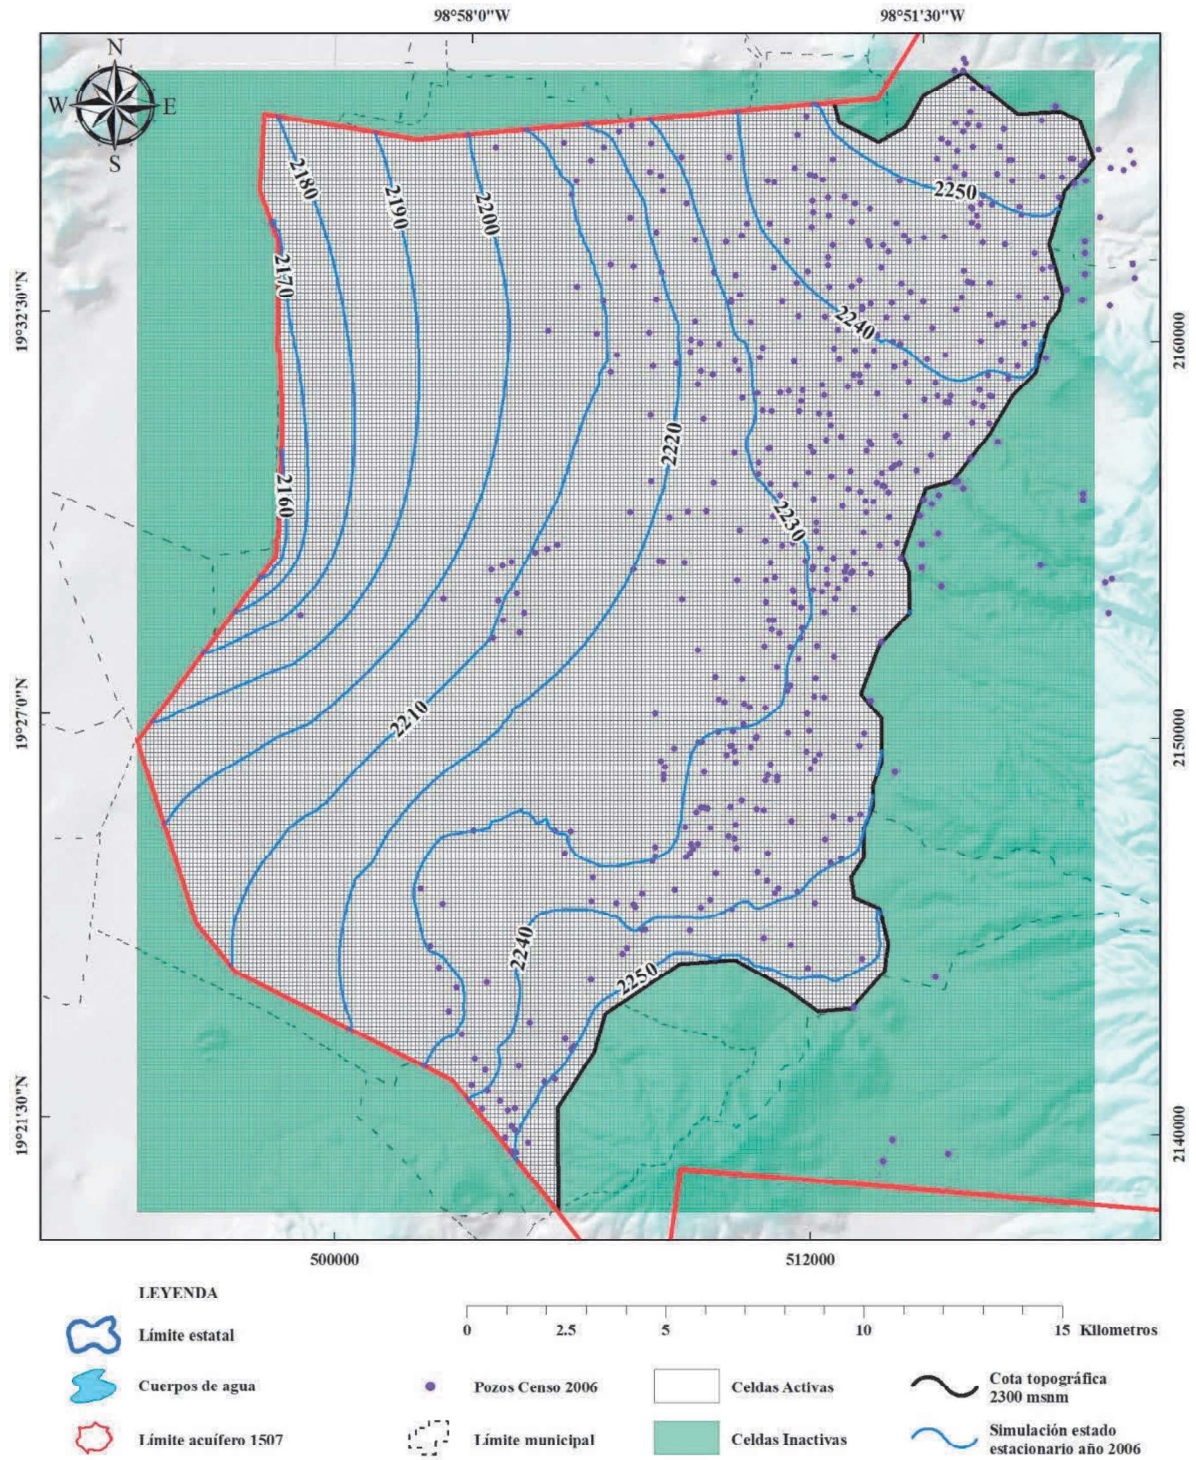 98°58'0"W
98°51'30"W
N
W
E
S
2180
2190
2200
2250
2170
2240
19°32'30"N
2160000
2220
2160
2230
2210
19°27'0"N
2150000
2240
2250
19°21'30"N
2140000
500000
512000
LEYENDA
Límite estatal
0
2.5
5
10
15
Kilometros
Cuerpos de agua
Pozos Censo 2006
Celdas Activas
Cota topográfica
2300 msnm
Límite acuífero 1507
Límite municipal
Celdas Inactivas
Simulación estado
estacionario año 2006